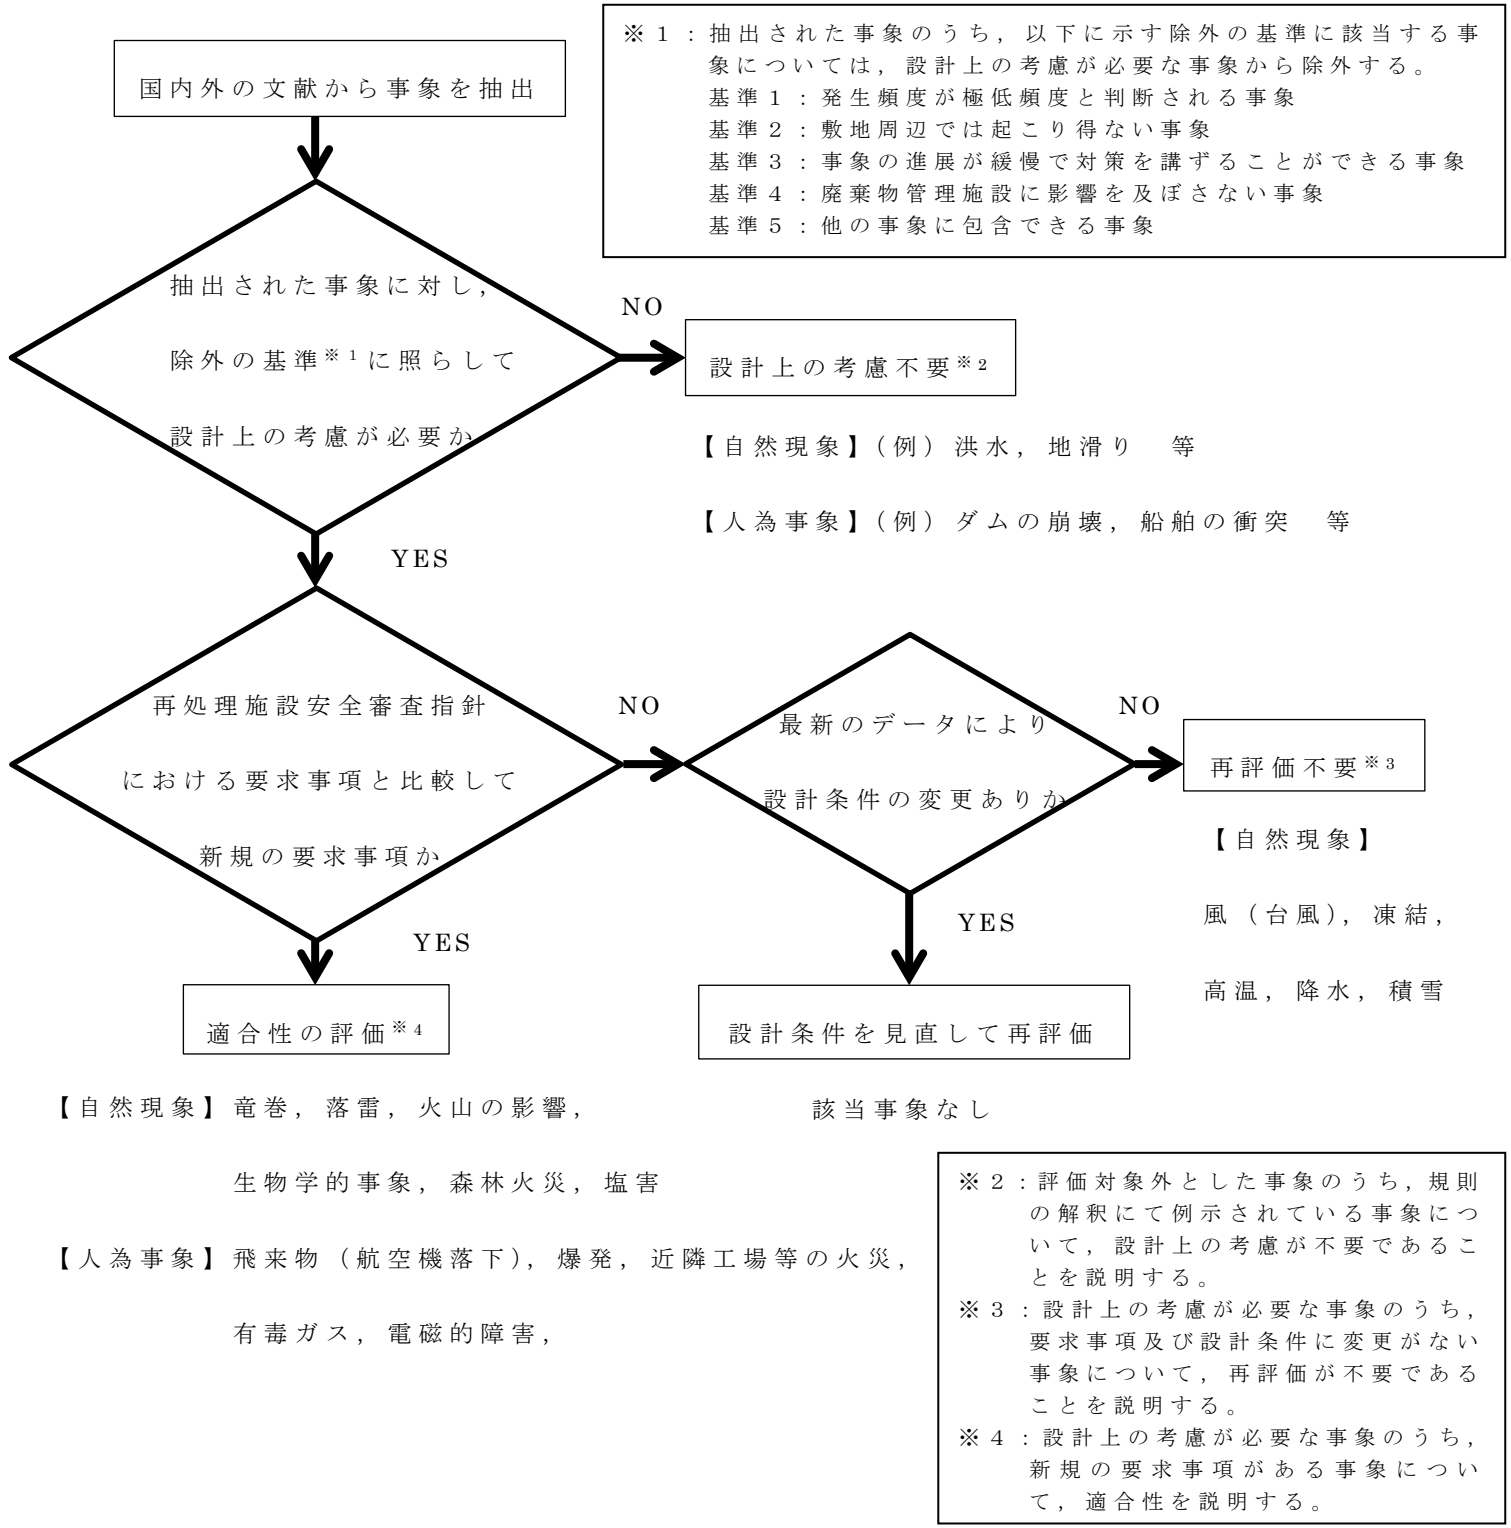 国内外の文献から事象を抽出
※1:抽出された事象のうち,以下に示す除外の基準に該当する事
象については,設計上の考慮が必要な事象から除外する。
基準1:発生頻度が極低頻度と判断される事象
基準2:敷地周辺では起こり得ない事象
基準3:事象の進展が緩慢で対策を講ずることができる事象
基準4:廃棄物管理施設に影響を及ぼさない事象
基準5:他の事象に包含できる事象
抽出された事象に対し,
除外の基準※1に照らして
設計上の考慮が必要か
NO
設計上の考慮不要※2
【自然現象】(例)洪水,地滑り 等
【人為事象】(例)ダムの崩壊,船舶の衝突 等
YES
再処理施設安全審査指針
における要求事項と比較して
新規の要求事項か
NO
最新のデータにより
設計条件の変更ありか
NO
再評価不要※3
【自然現象】
風(台風),凍結,
高温,降水,積雪
YES
YES
適合性の評価※4
設計条件を見直して再評価
【自然現象】竜巻,落雷,火山の影響,
生物学的事象,森林火災,塩害
【人為事象】飛来物(航空機落下),爆発,近隣工場等の火災,
有毒ガス,電磁的障害,
該当事象なし
※2:評価対象外とした事象のうち,規則
の解釈にて例示されている事象につ
いて,設計上の考慮が不要であるこ
とを説明する。
※3:設計上の考慮が必要な事象のうち,
要求事項及び設計条件に変更がない
事象について,再評価が不要である
ことを説明する。
※4:設計上の考慮が必要な事象のうち,
新規の要求事項がある事象につい
て,適合性を説明する。